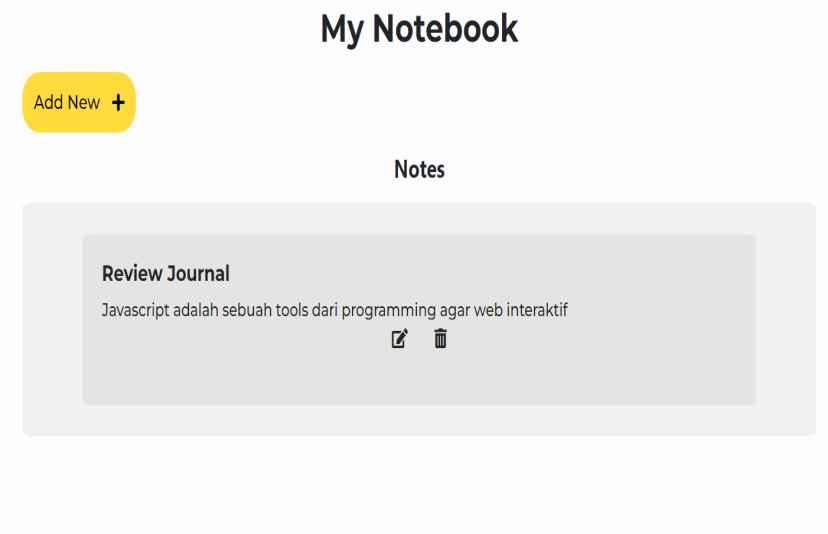 My Notebook
Add New +
Notes
Review Journal
Javascript adalah sebuah tools dari programming agar web interaktif